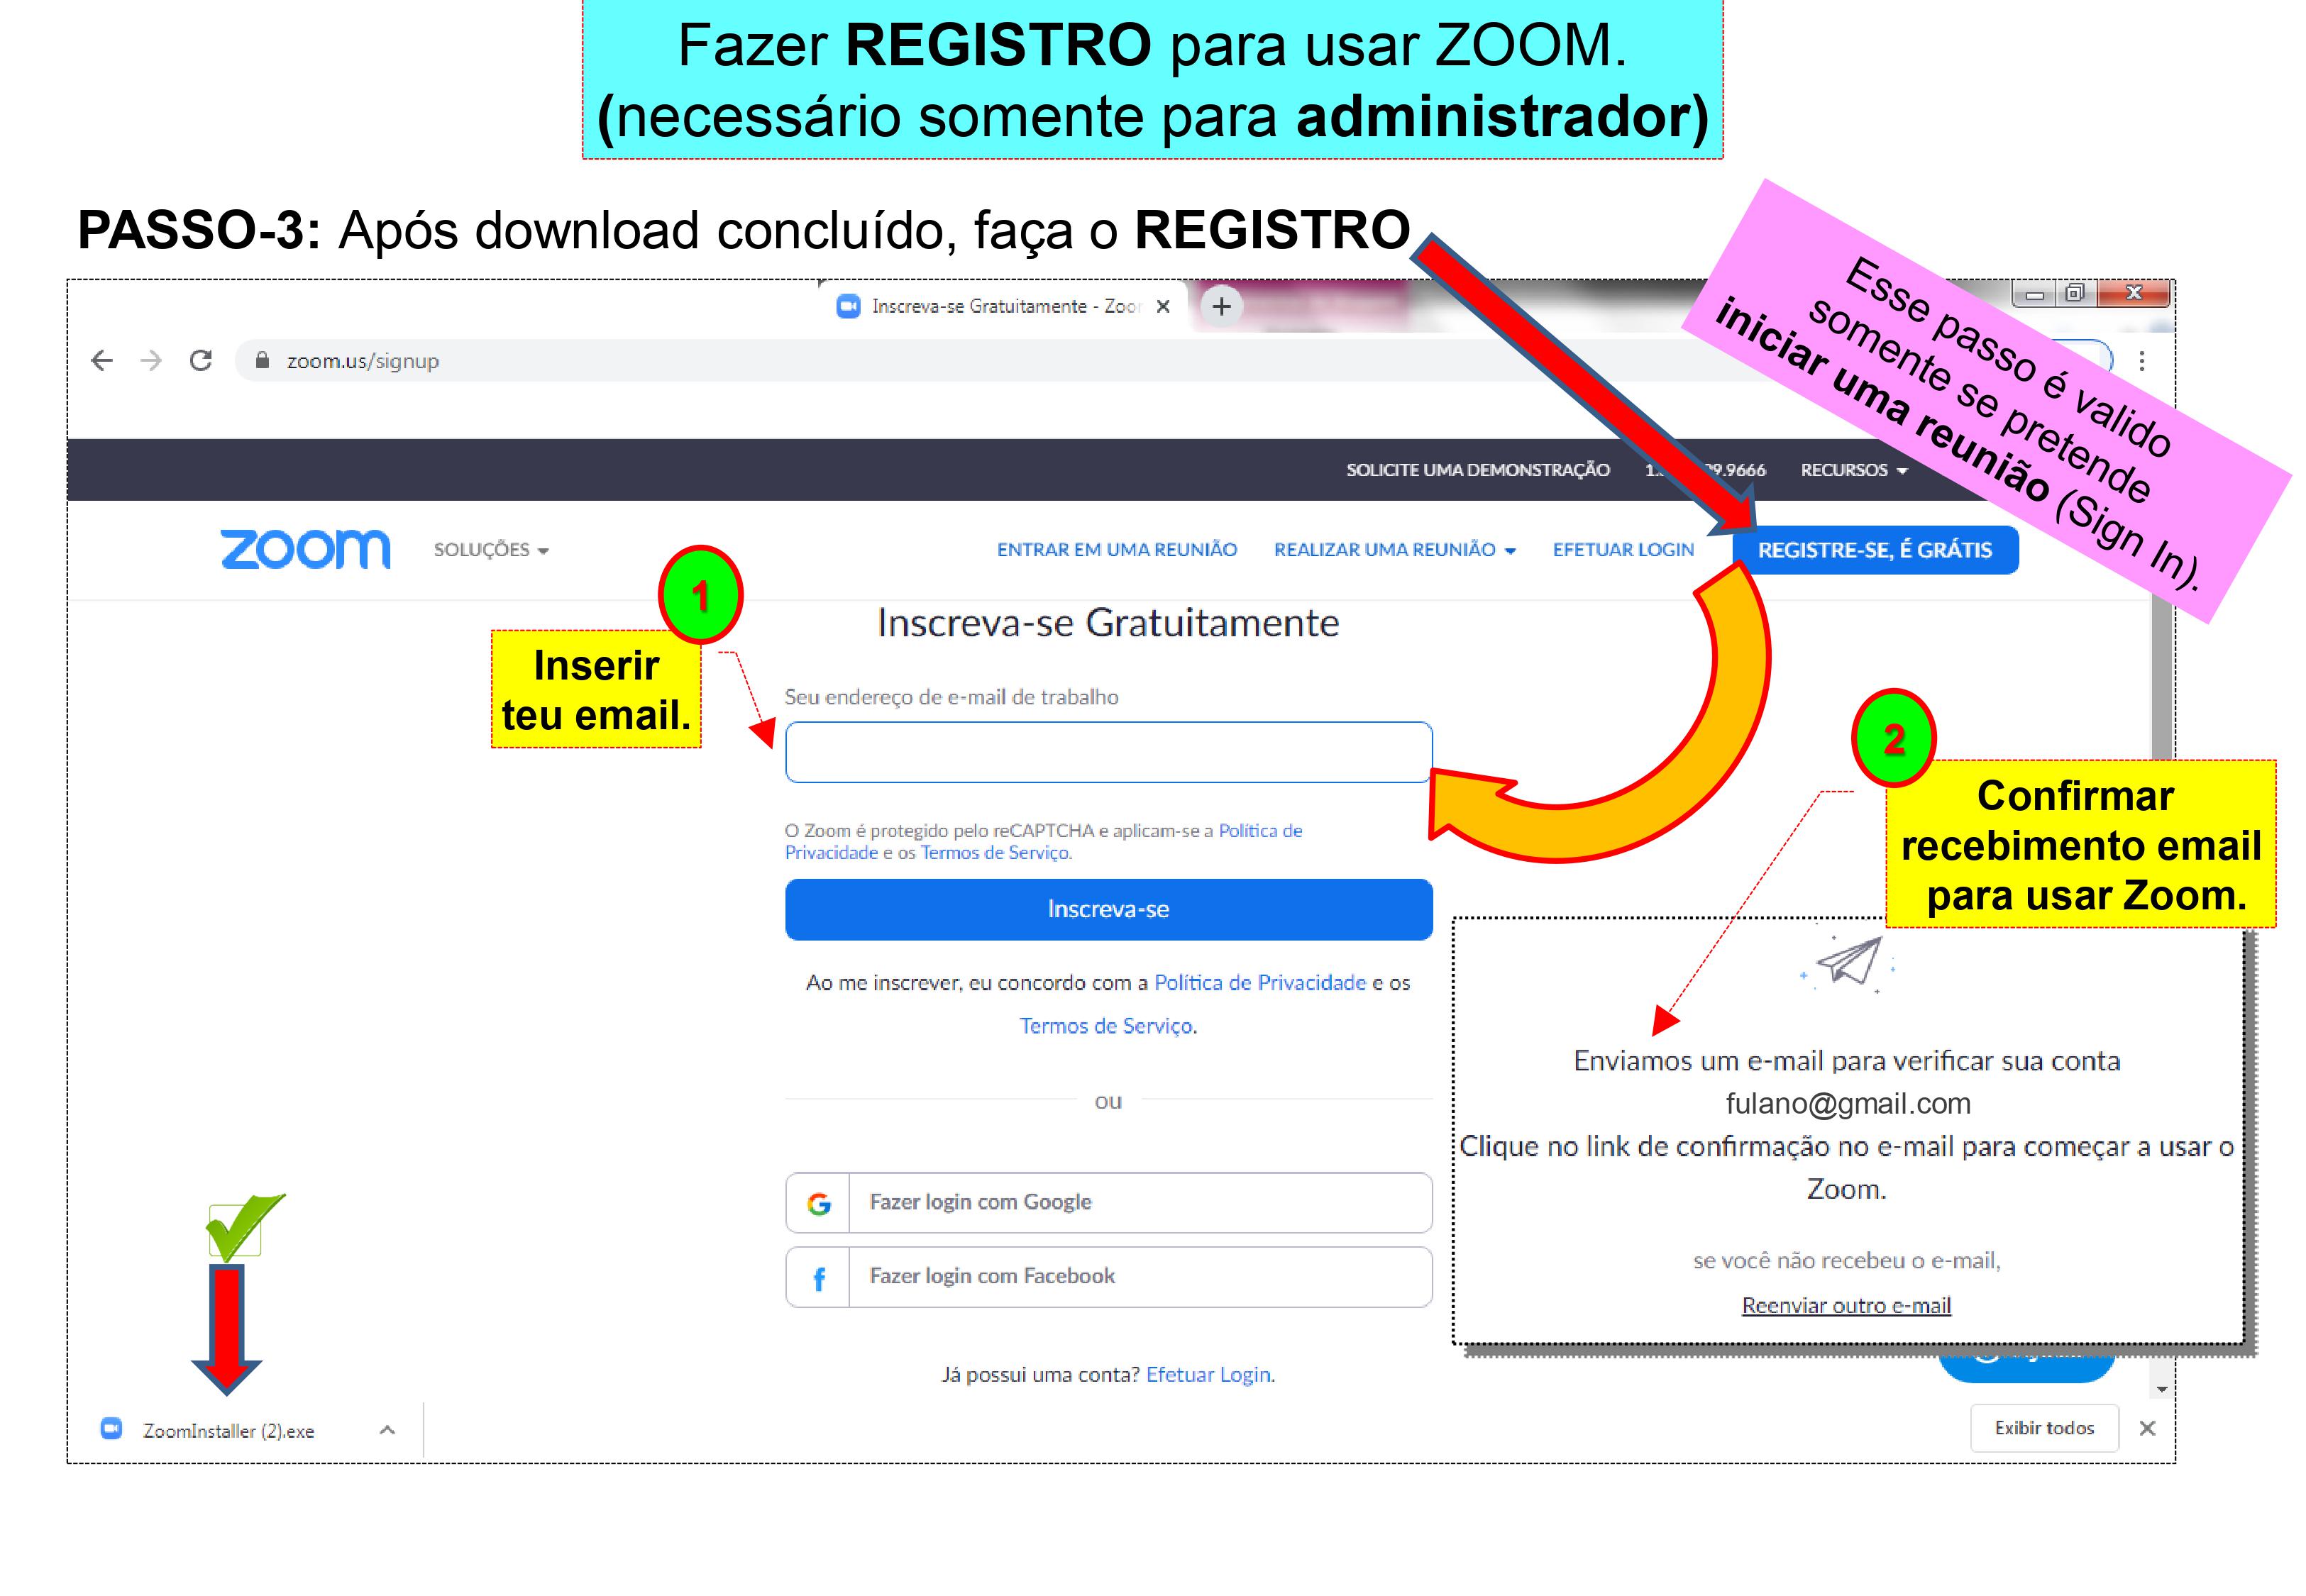 Fazer REGISTRO para usar ZOOM.
(necessário somente para administrador)
PASSO-3: Após download concluído, faça o REGISTRO
Esse passo é valido
somente se pretende
iniciar uma reunião (Sign In).
Inscreva-se Gratuitamente - Zoo
zoom.us/signup
SOLICITE UMA DEMONSTRAÇÃO
9.9666
RECURSOS
zoom
SOLUÇÕES
ENTRAR EM UMA REUNIÃO
REALIZAR UMA REUNIÃO
EFETUAR LOGIN
REGISTRE-SE, É GRÁTIS
1
Inserir
teu email.
Inscreva-se Gratuitamente
Seu endereço de e-mail de trabalho
O Zoom é protegido pelo reCAPTCHA e aplicam-se a Política de
Privacidade e os Termos de Serviço.
Inscreva-se
Ao me inscrever, eu concordo com a Política de Privacidade e os
Termos de Serviço.
ou
G Fazer login com Google
f Fazer login com Facebook
Já possui uma conta? Efetuar Login.
2
Confirmar
recebimento email
para usar Zoom.
Enviamos um e-mail para verificar sua conta
fulano@gmail.com
Clique no link de confirmação no e-mail para começar a usar o
Zoom.
se você não recebeu o e-mail,
Reenviar outro e-mail
ZoomInstaller (2).exe
Exibir todos